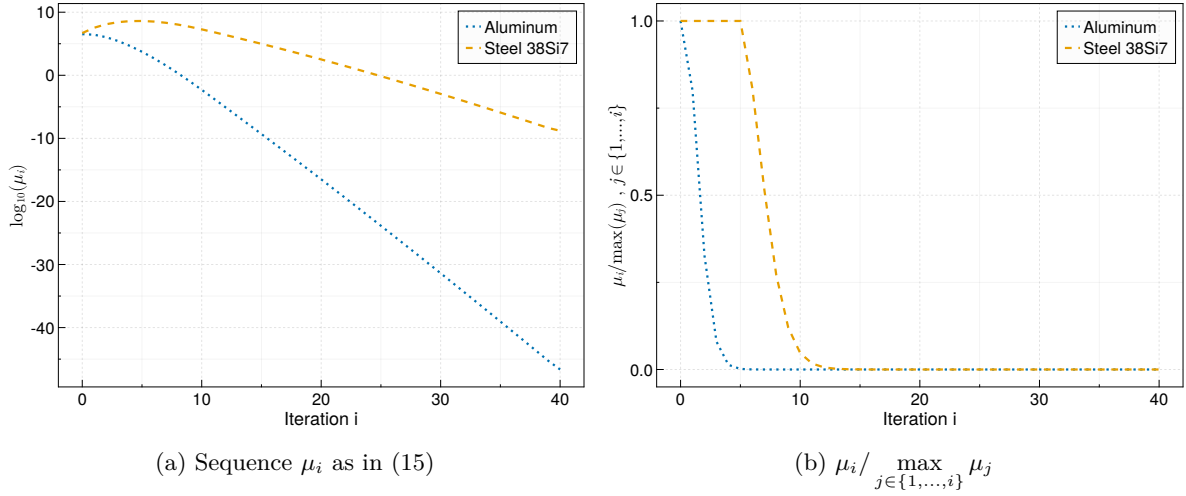 10
0
-10
-20
-30
-40
log₁₀(μᵢ)
0
10
20
30
40
Iteration i
Aluminum
Steel 38Si7
(a) Sequence μᵢ as in (15)
1.0
0.5
0.0
μᵢ/max(μⱼ) , j∈{1,...,i}
0
10
20
30
40
Iteration i
Aluminum
Steel 38Si7
(b) μᵢ/ max μⱼ
j∈{1,...,i}